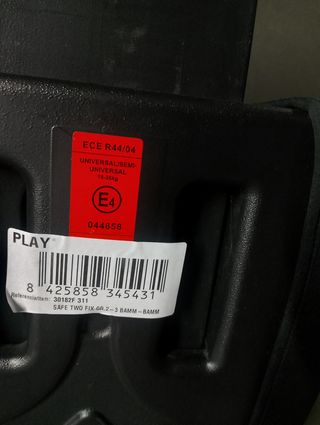 ECE R44/04
UNIVERSAL/SEMI-
UNIVERSAL
15-36Kg
E4
044858
PLAY
8 425858 345431
Referencia/Item: 30182F 311
SAFE TWO FIX GR.2-3 BAMM-BAMM